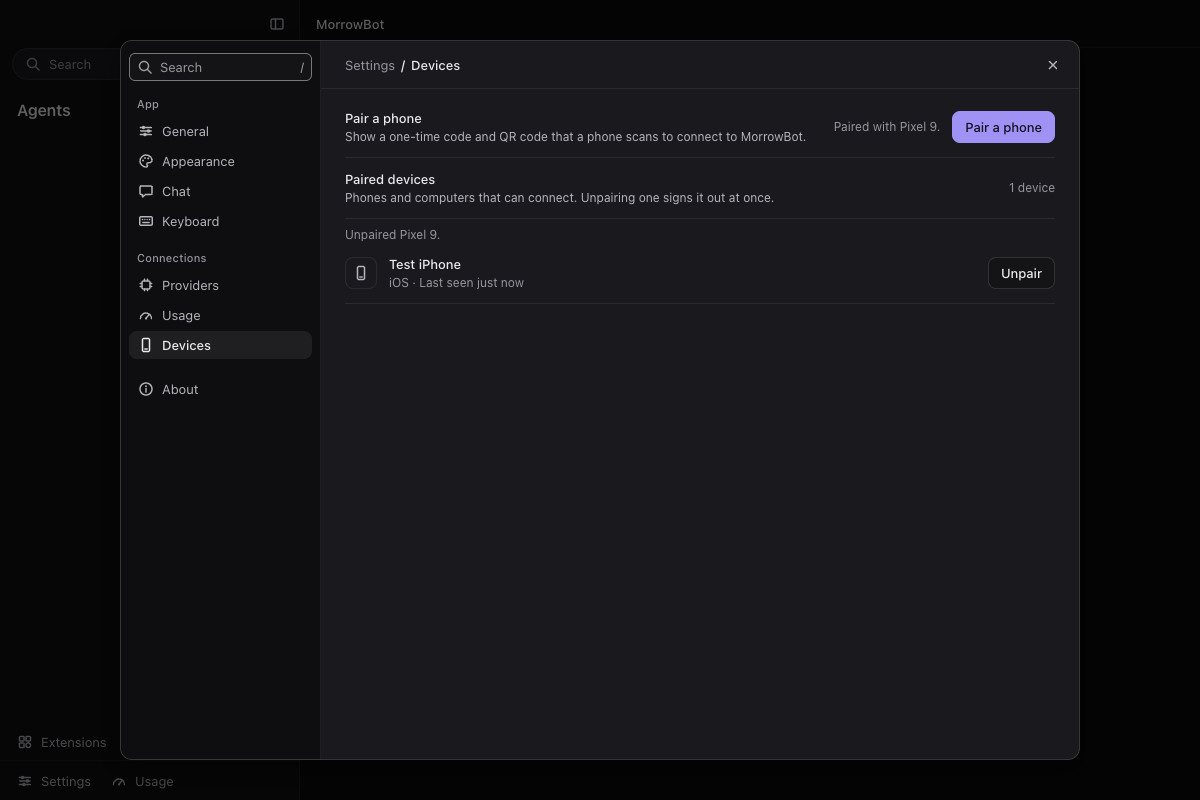 MorrowBot
Search
Agents
Search /
App
General
Appearance
Chat
Keyboard
Connections
Providers
Usage
Devices
About
Settings / Devices
Pair a phone
Show a one-time code and QR code that a phone scans to connect to MorrowBot.
Paired with Pixel 9.
Pair a phone
Paired devices
Phones and computers that can connect. Unpairing one signs it out at once.
1 device
Unpaired Pixel 9.
Test iPhone
iOS · Last seen just now
Unpair
Extensions
Settings
Usage